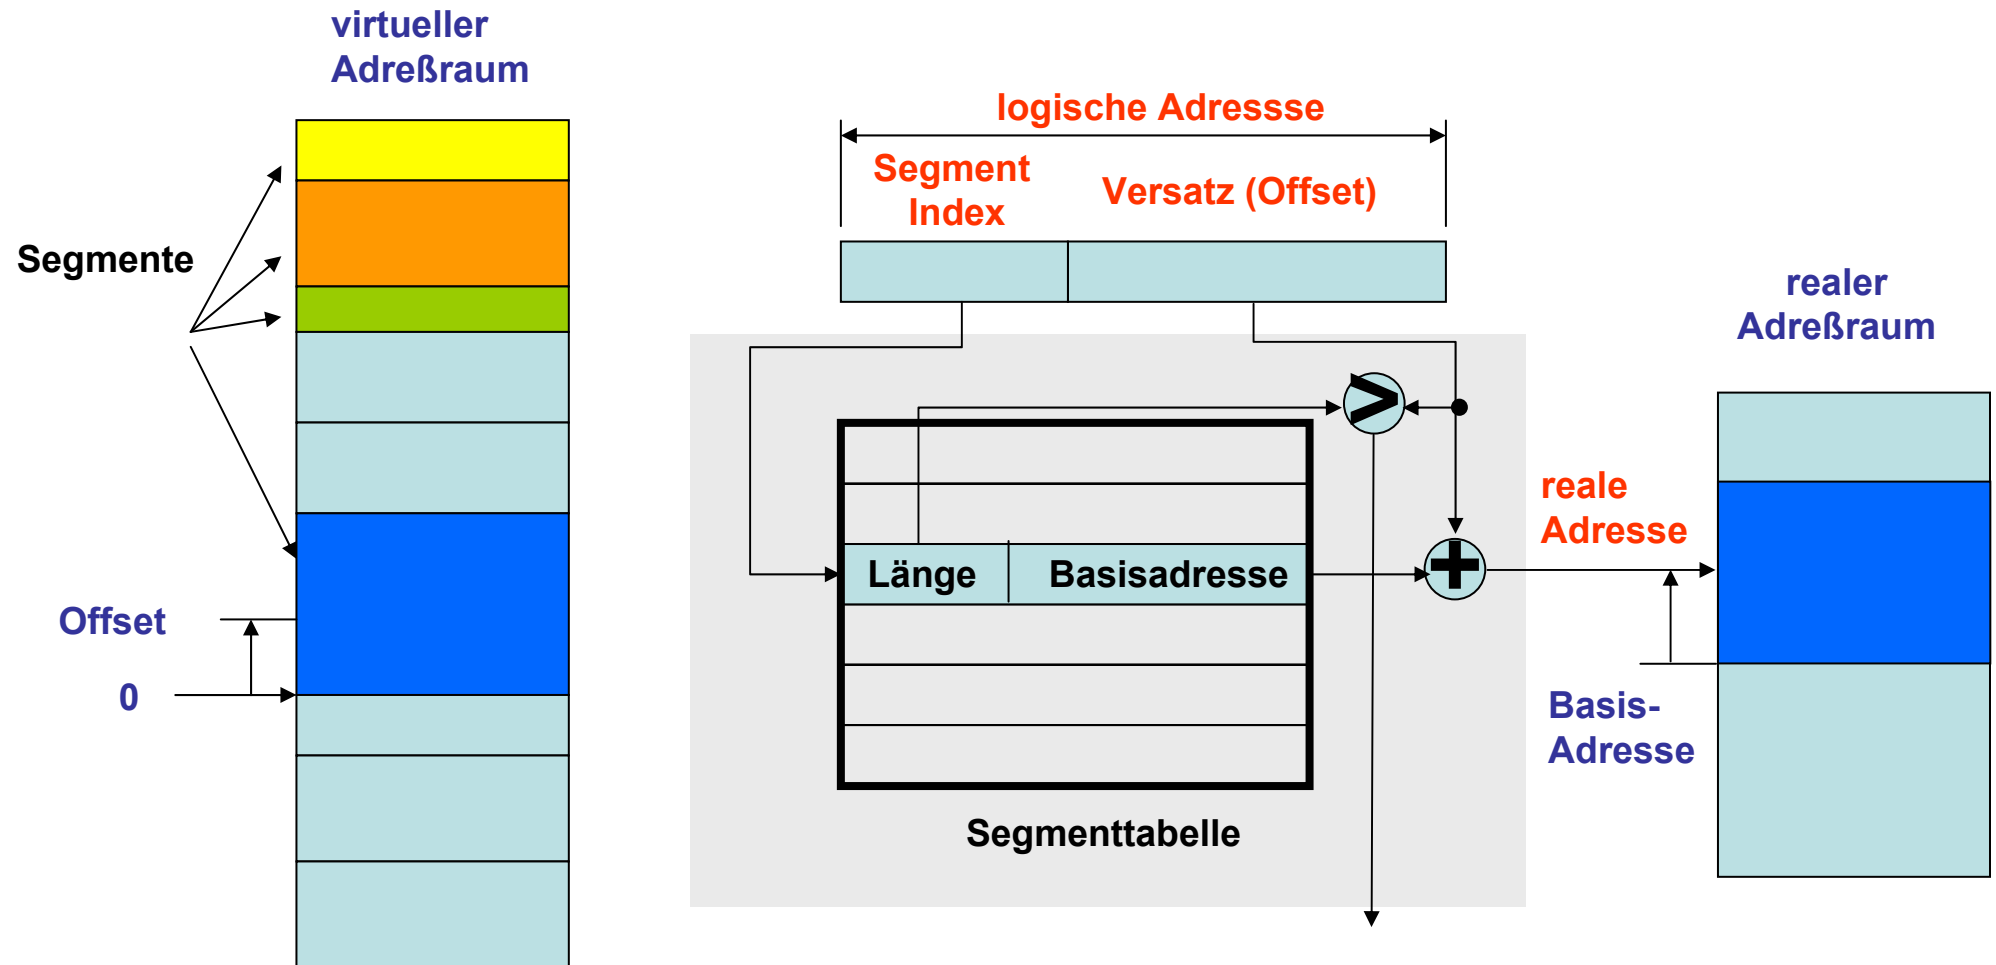 virtueller
Adreßraum
logische Adressse
Segment
Index
Versatz (Offset)
Segmente
realer
Adreßraum
>
reale
Adresse
Länge
Basisadresse
+
Offset
0
Basis-
Adresse
Segmenttabelle